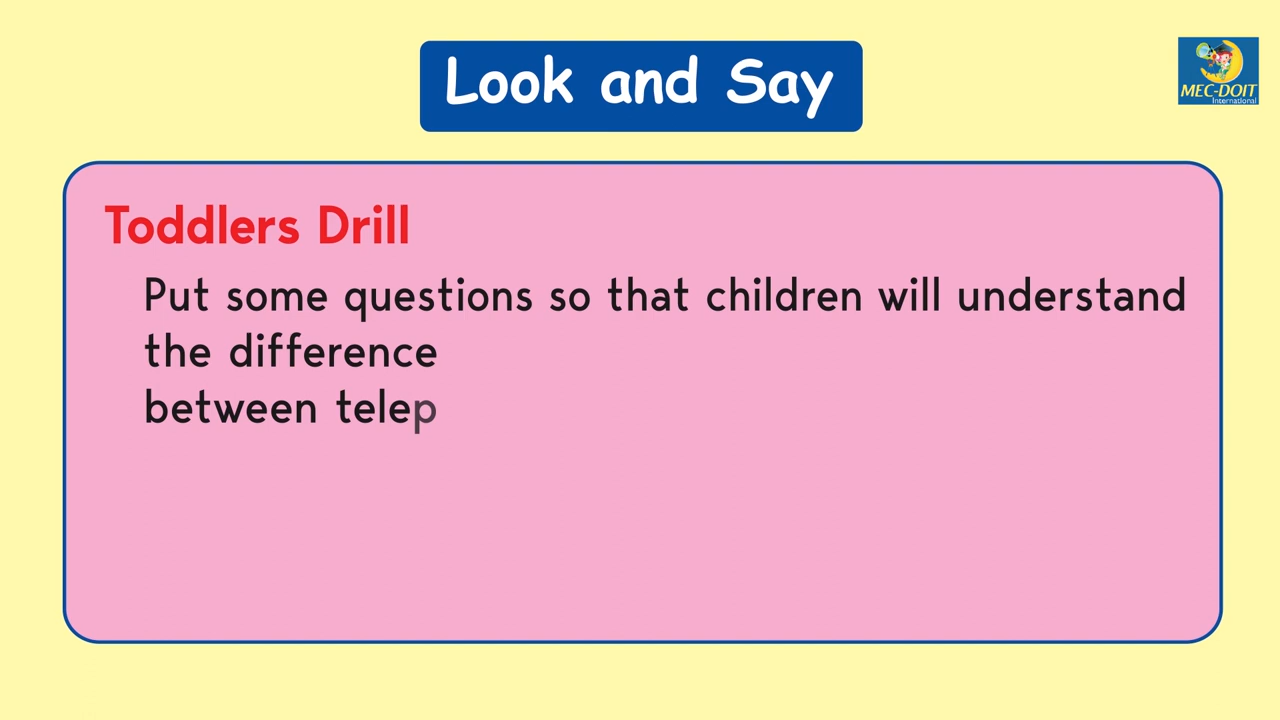 Look and Say
MEC-DOIT
International
Toddlers Drill
Put some questions so that children will understand
the difference
between telep